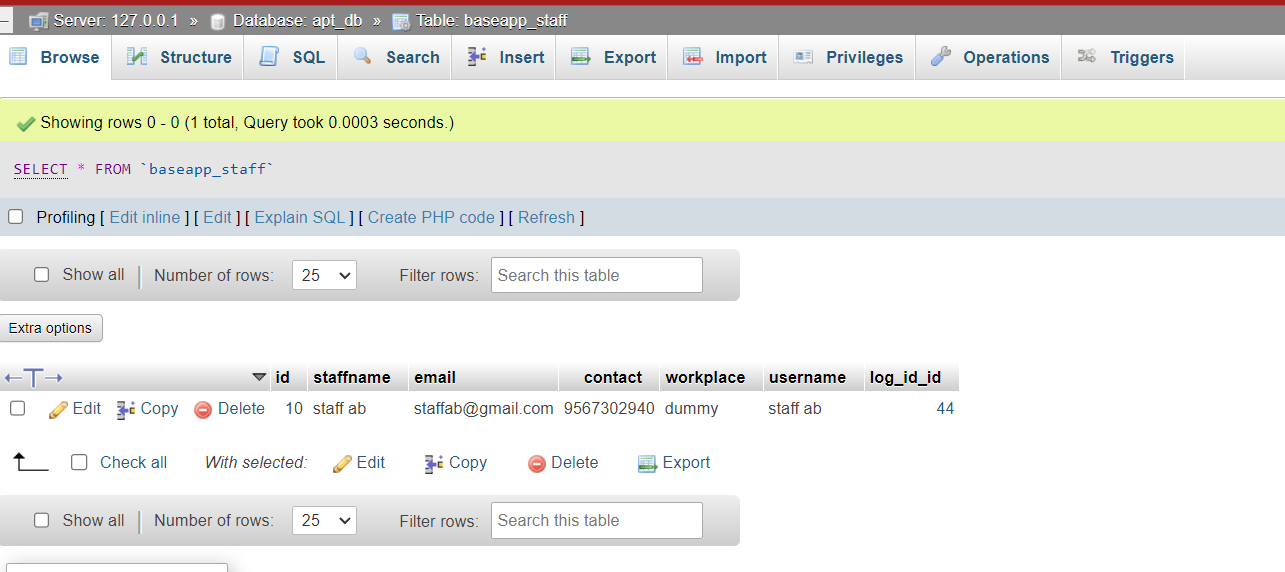 Server: 127.0.0.1 » Database: apt_db » Table: baseapp_staff
Browse Structure SQL Search Insert Export Import Privileges Operations Triggers
Showing rows 0 - 0 (1 total, Query took 0.0003 seconds.)
SELECT * FROM `baseapp_staff`
Profiling [ Edit inline ] [ Edit ] [ Explain SQL ] [ Create PHP code ] [ Refresh ]
Show all Number of rows: 25 Filter rows: Search this table
Extra options
←T→ id staffname email contact workplace username log_id_id
Edit Copy Delete 10 staff ab staffab@gmail.com 9567302940 dummy staff ab 44
Check all With selected: Edit Copy Delete Export
Show all Number of rows: 25 Filter rows: Search this table